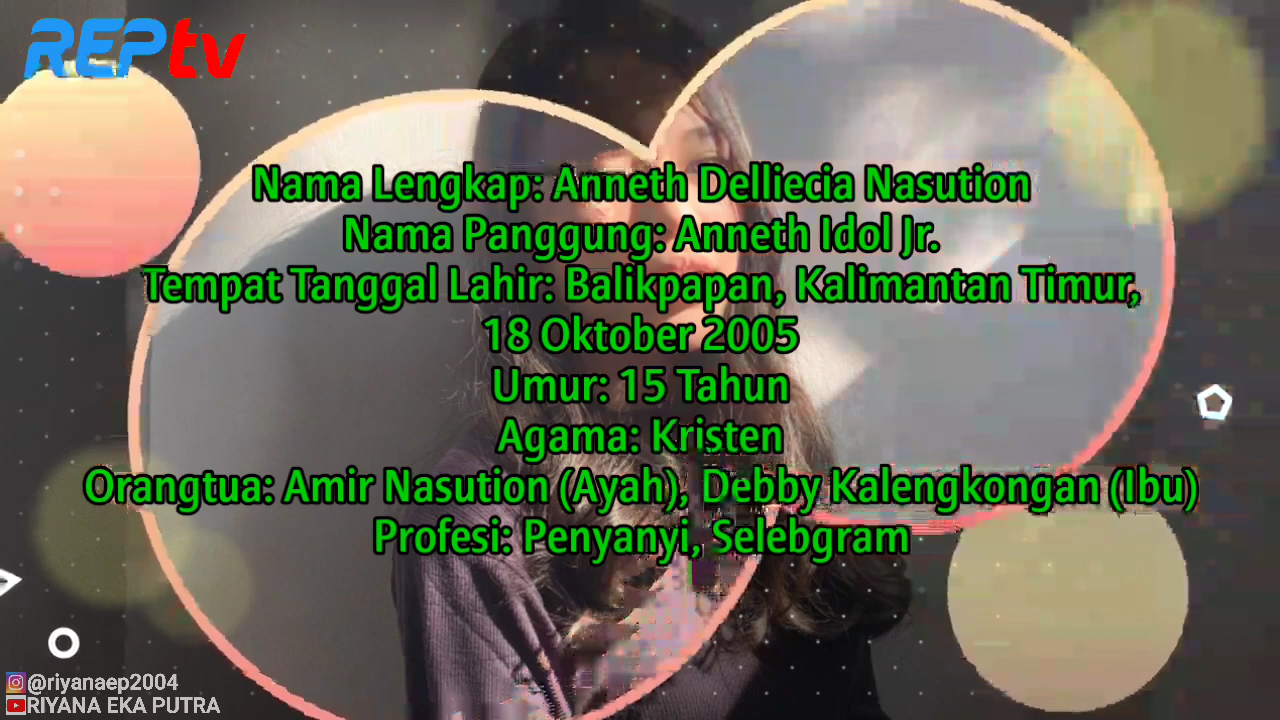 REPtv
Nama Lengkap: Anneth Delliecia Nasution
Nama Panggung: Anneth Idol Jr.
Tempat Tanggal Lahir: Balikpapan, Kalimantan Timur,
18 Oktober 2005
Umur: 15 Tahun
Agama: Kristen
Orangtua: Amir Nasution (Ayah), Debby Kalengkongan (Ibu)
Profesi: Penyanyi, Selebgram
@riyanaep2004
RIYANA EKA PUTRA